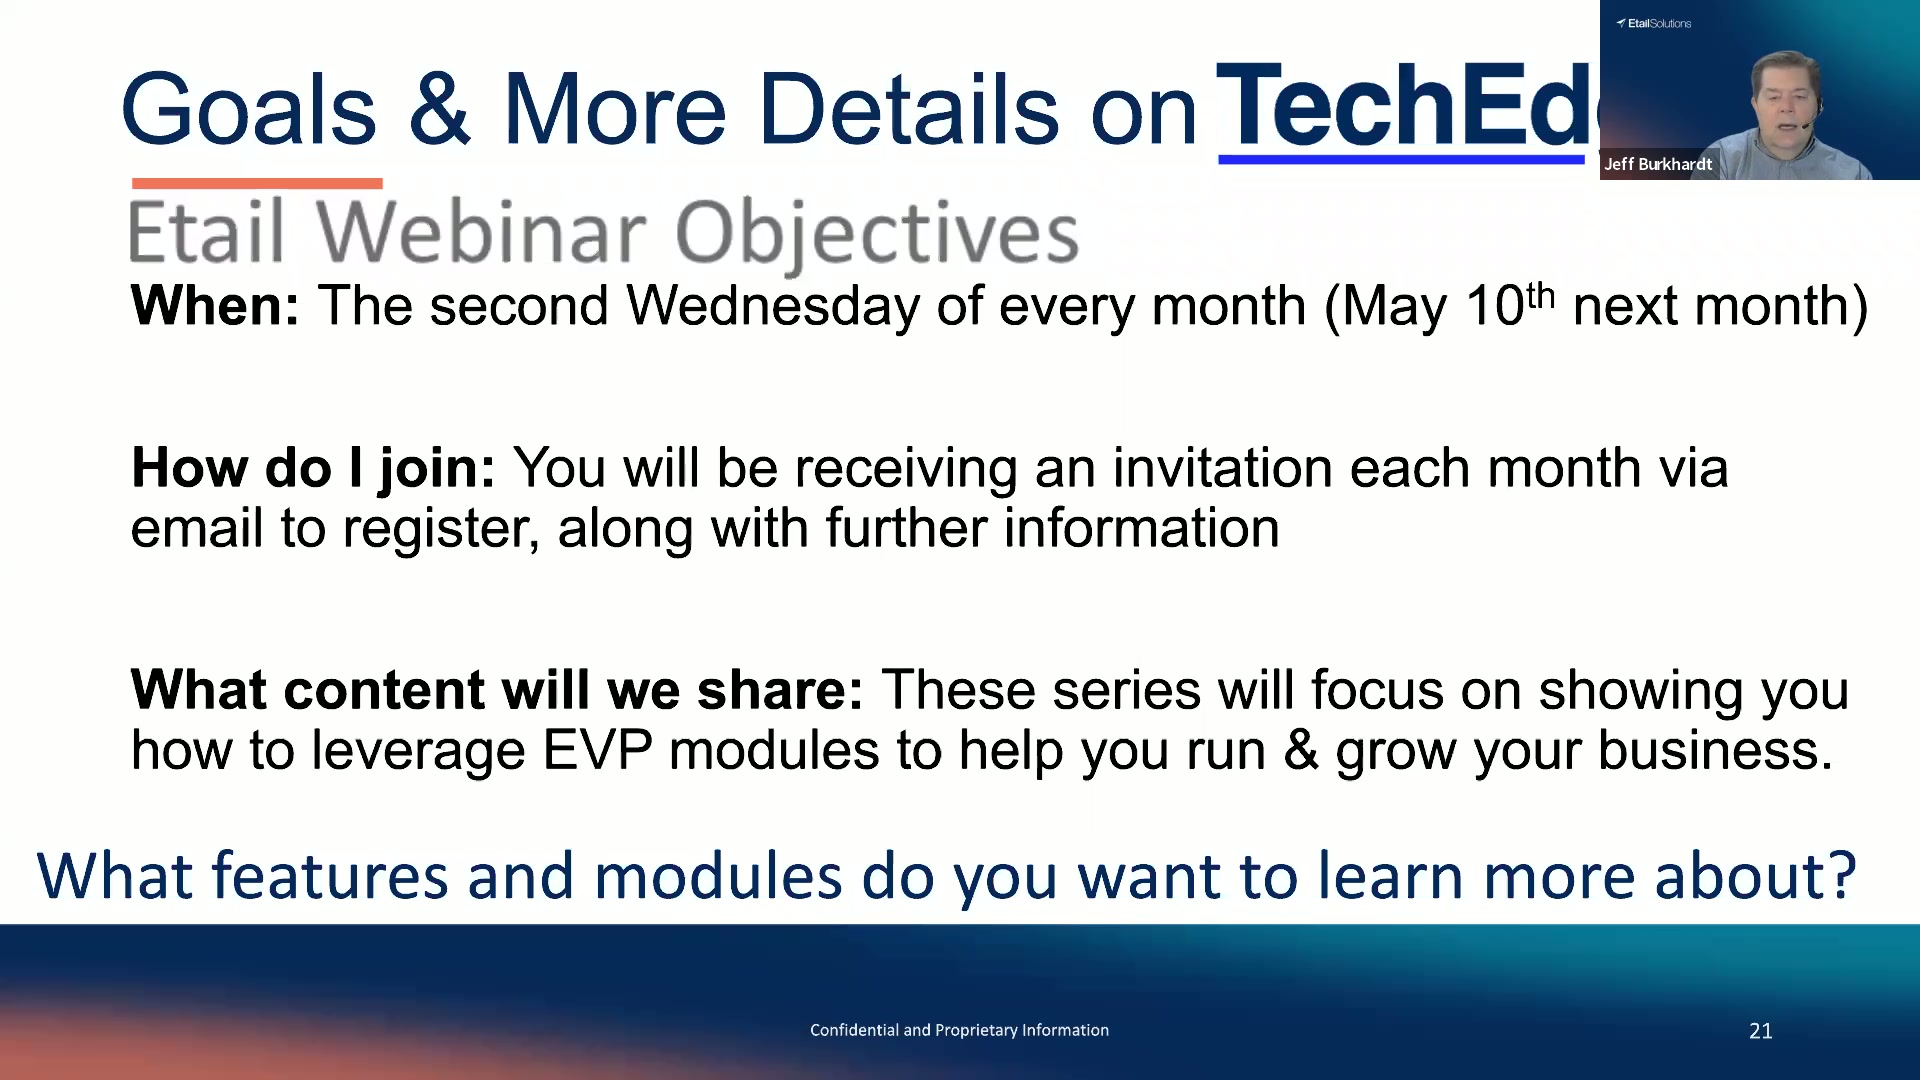 EtailSolutions
Goals & More Details on TechEd
Jeff Burkhardt
Etail Webinar Objectives
When: The second Wednesday of every month (May 10th next month)
How do I join: You will be receiving an invitation each month via
email to register, along with further information
What content will we share: These series will focus on showing you
how to leverage EVP modules to help you run & grow your business.
What features and modules do you want to learn more about?
Confidential and Proprietary Information
21